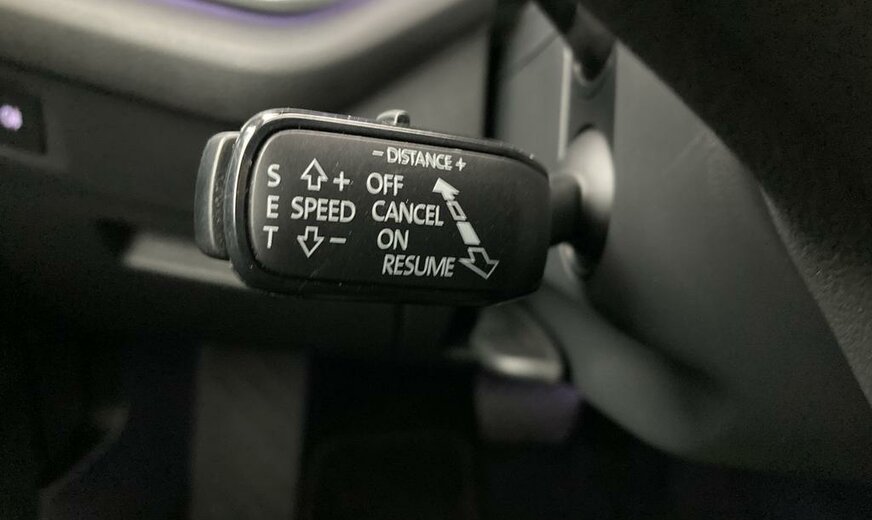 - DISTANCE +
S + OFF
E SPEED CANCEL
T - ON
RESUME